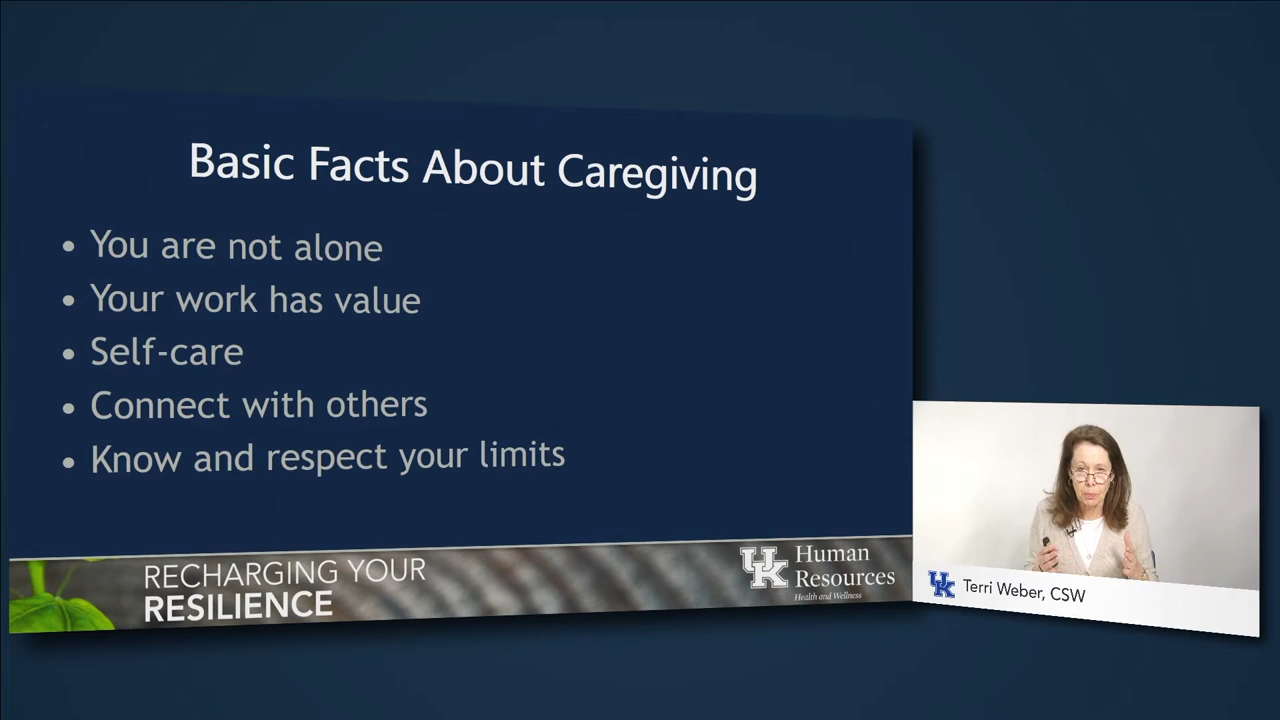 Basic Facts About Caregiving
• You are not alone
• Your work has value
• Self-care
• Connect with others
• Know and respect your limits
RECHARGING YOUR
RESILIENCE
UK
Human
Resources
Health and Wellness
UK
Terri Weber, CSW